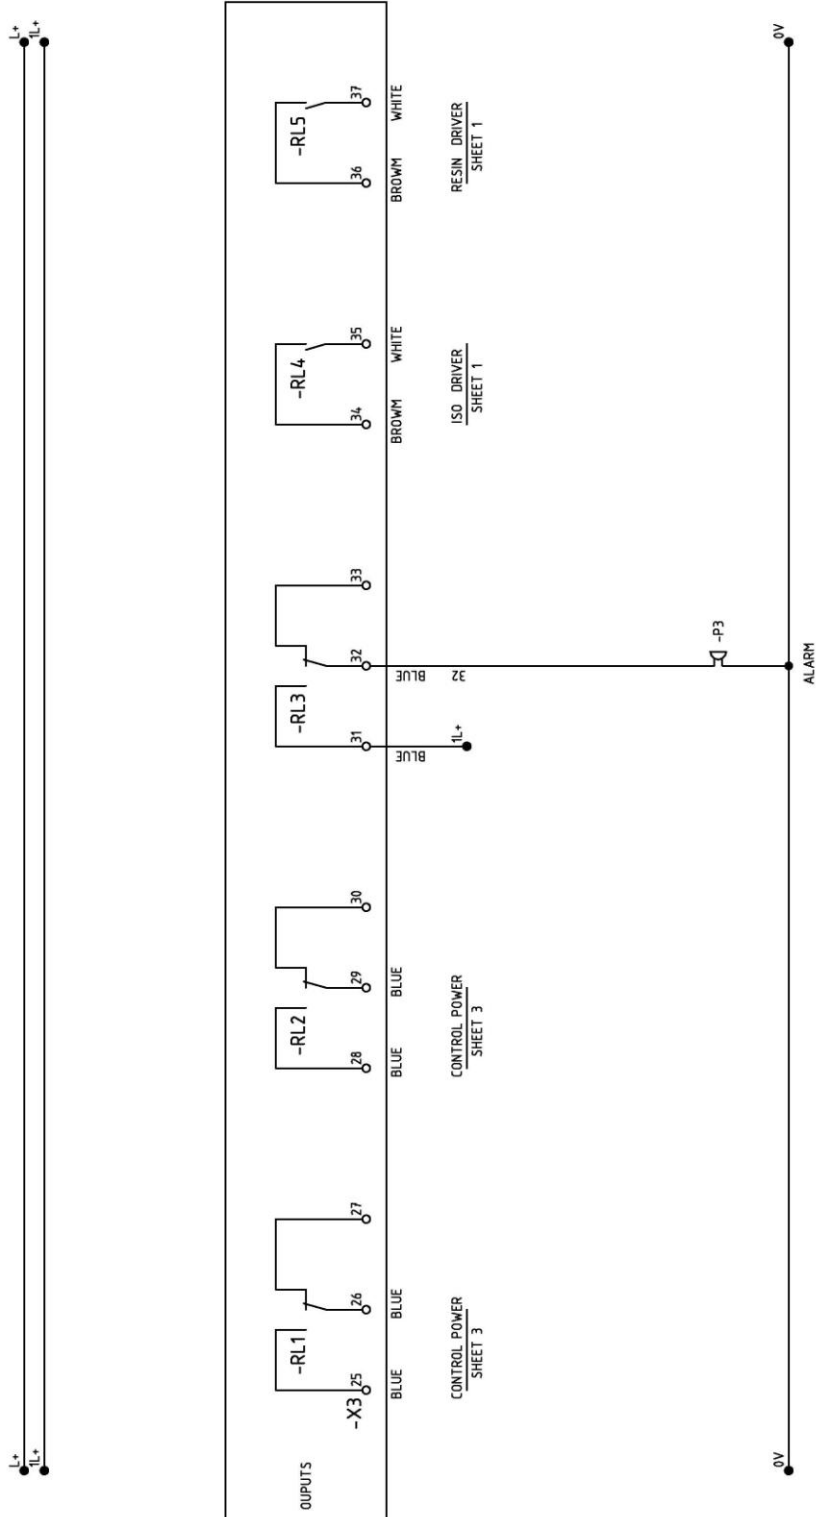 L+
1L+
L+
1L+
OUPUTS
-X3
-RL1
25
26
27
BLUE
BLUE
CONTROL POWER
SHEET 3
-RL2
28
29
30
BLUE
BLUE
CONTROL POWER
SHEET 3
-RL3
31
32
33
BLUE
BLUE
1L+
32
-P3
ALARM
-RL4
34
35
BROWM
WHITE
ISO DRIVER
SHEET 1
-RL5
36
37
BROWM
WHITE
RESIN DRIVER
SHEET 1
0V
0V